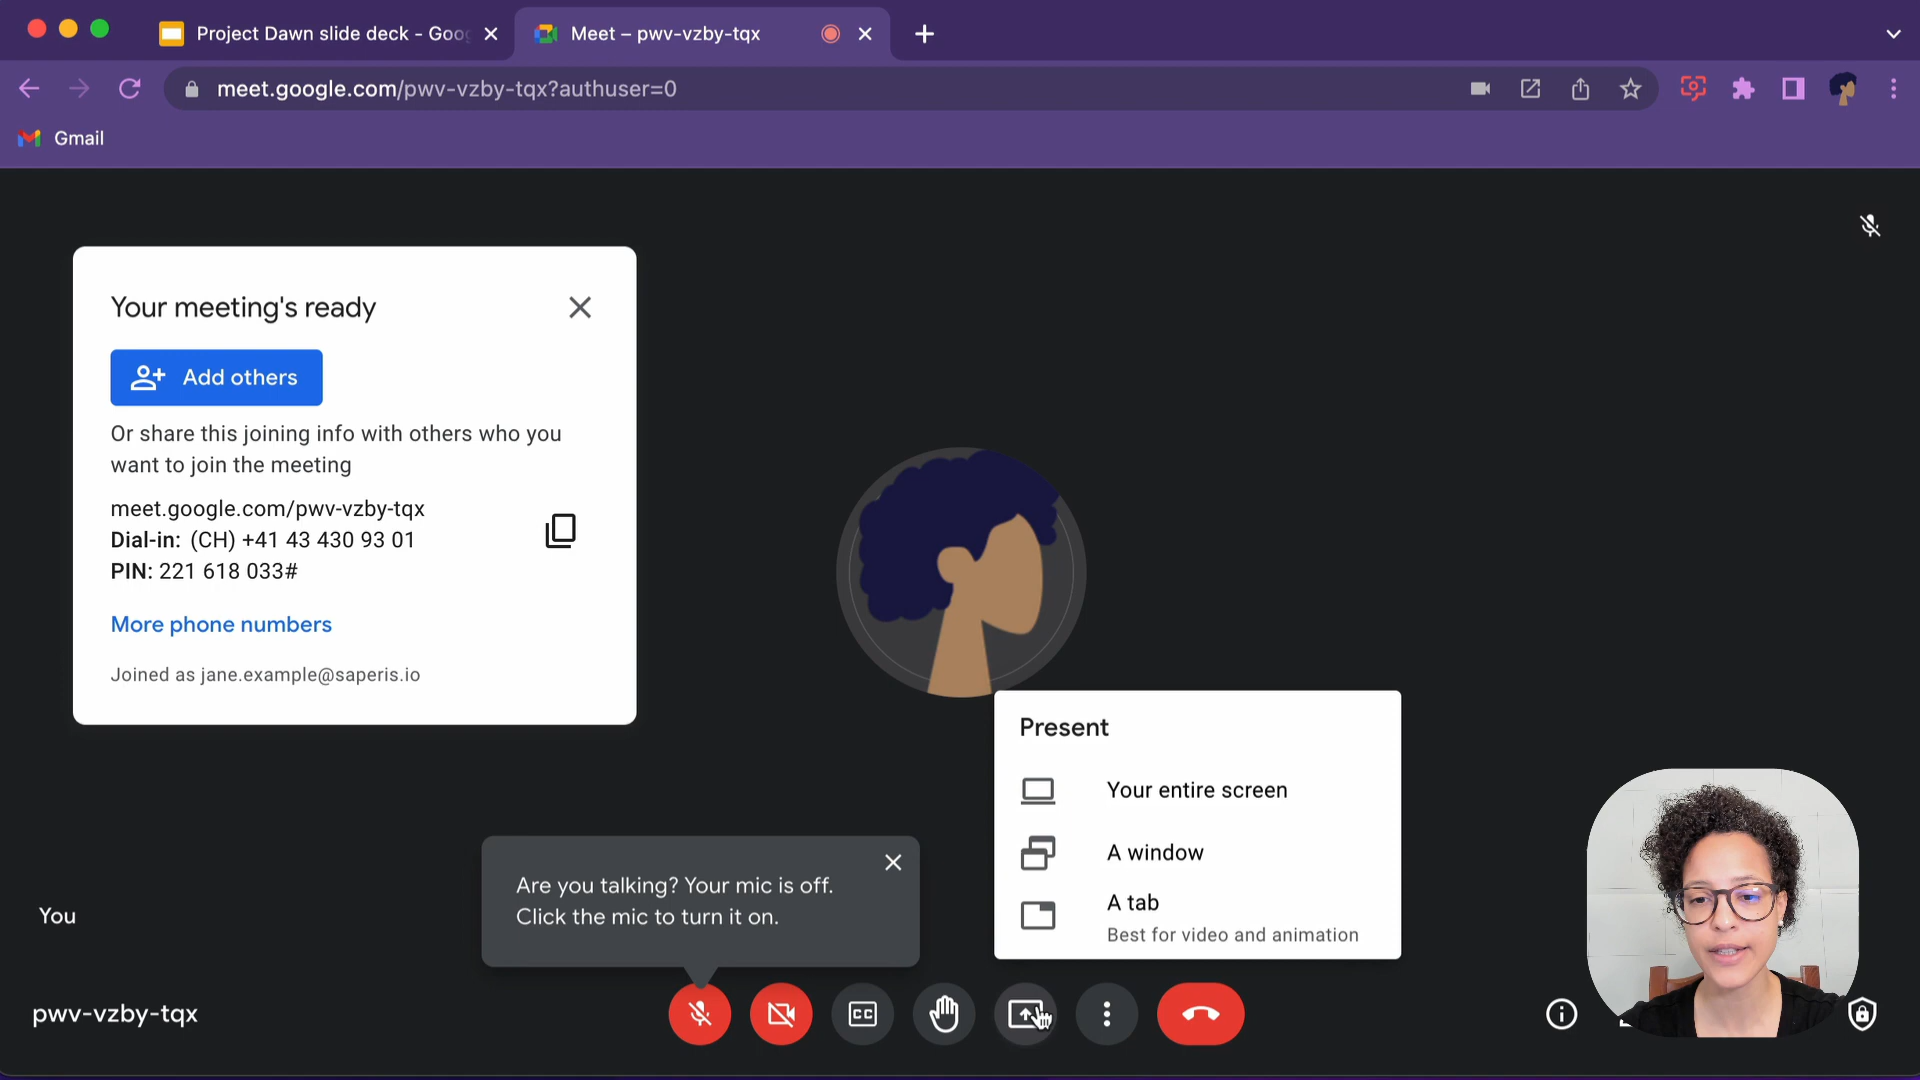 Project Dawn slide deck - Goo
Meet – pwv-vzby-tqx
meet.google.com/pwv-vzby-tqx?authuser=0
Gmail
Your meeting's ready
Add others
Or share this joining info with others who you
want to join the meeting
meet.google.com/pwv-vzby-tqx
Dial-in: (CH) +41 43 430 93 01
PIN: 221 618 033#
More phone numbers
Joined as jane.example@saperis.io
Present
Your entire screen
A window
A tab
Best for video and animation
Are you talking? Your mic is off.
Click the mic to turn it on.
You
pwv-vzby-tqx
CC